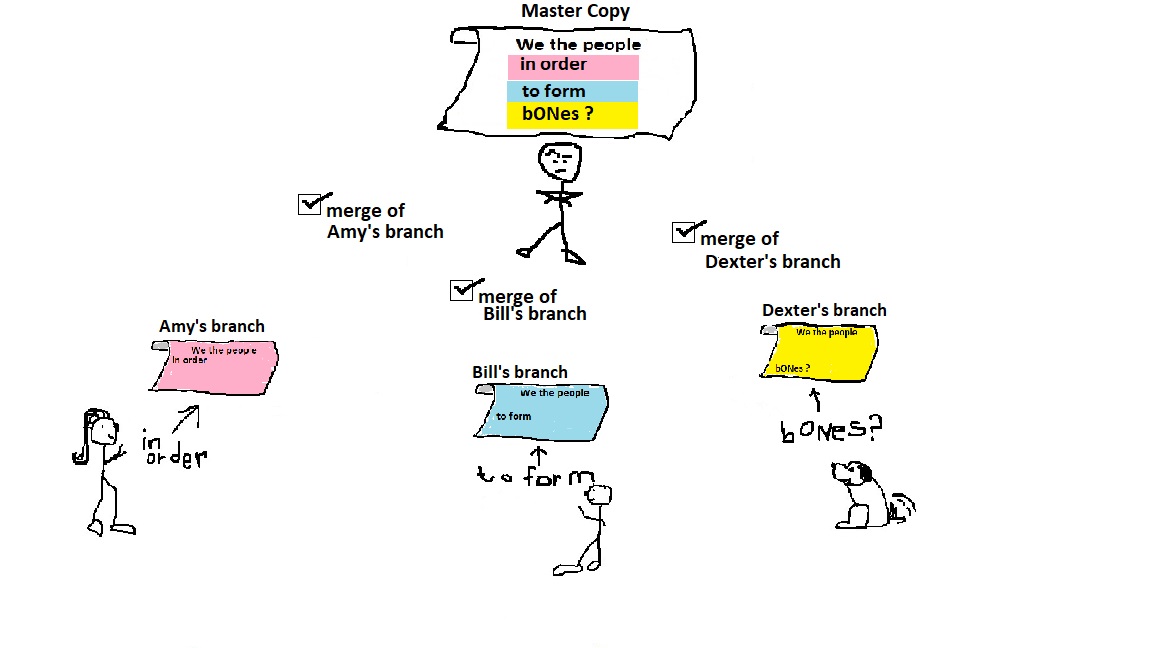 Master Copy
We the people
in order
to form
bONes ?
merge of
Amy's branch
merge of
Dexter's branch
merge of
Bill's branch
Amy's branch
We the people
in order
in
order
Bill's branch
We the people
to form
to form
Dexter's branch
We the people
bONes ?
bONes?